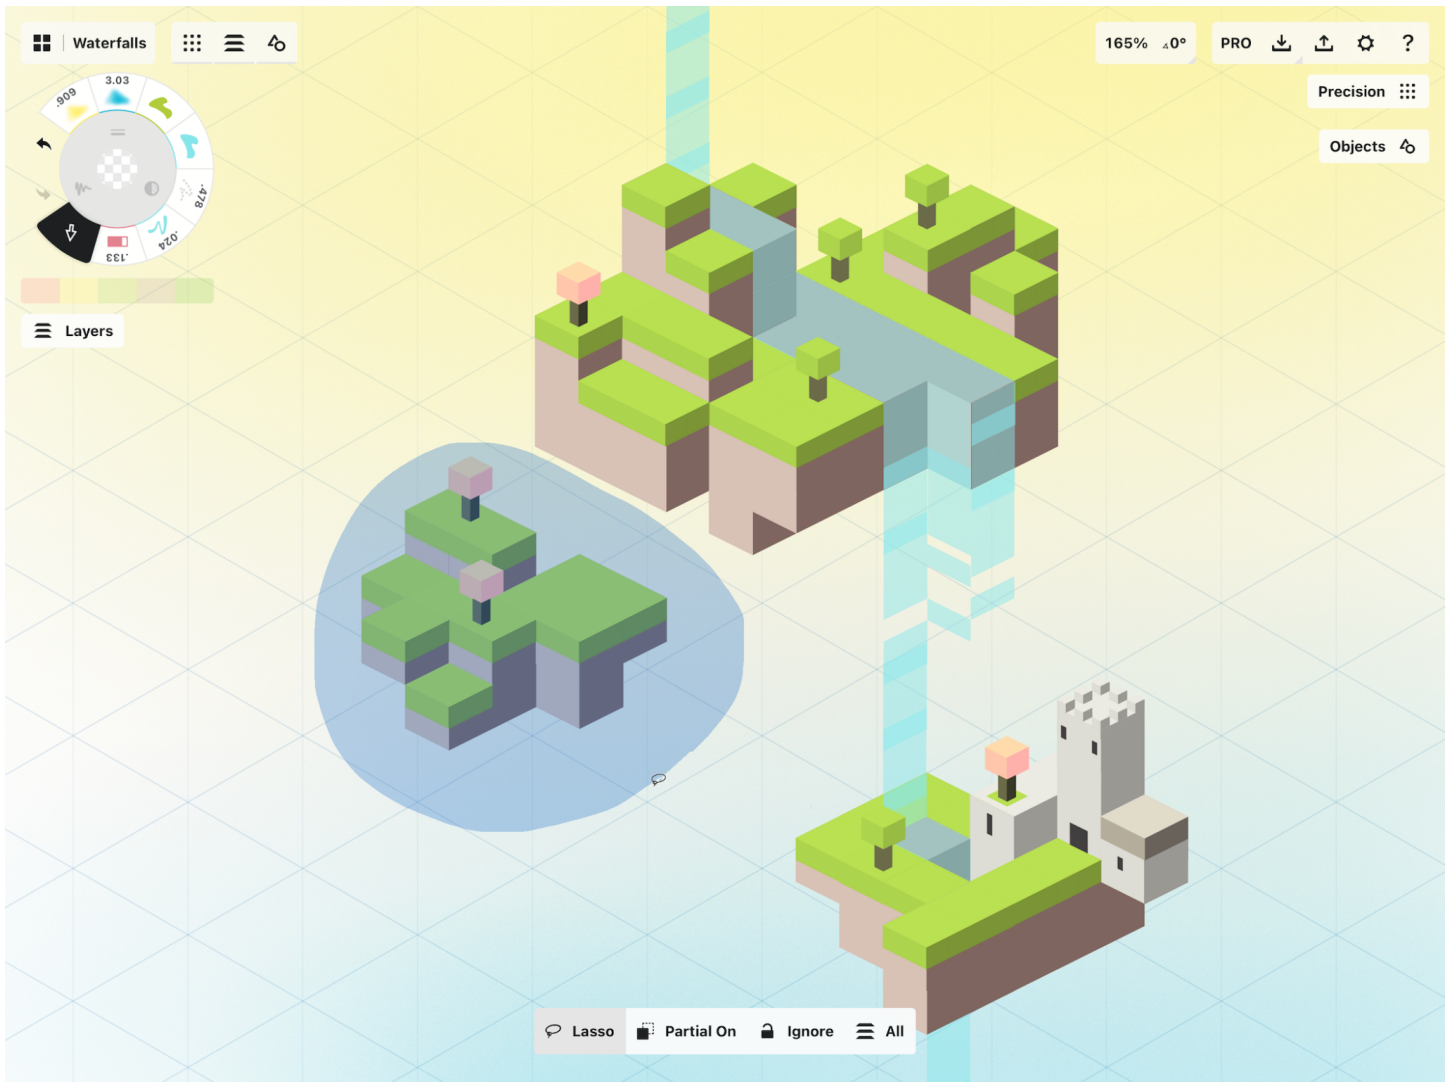 Waterfalls
165% 0°
PRO
?
Precision
Objects
.909
3.03
.478
.024
.133
Layers
Lasso
Partial On
Ignore
All